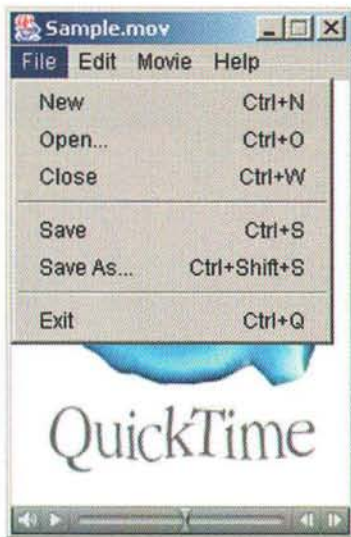 Sample.mov
File Edit Movie Help
New Ctrl+N
Open... Ctrl+O
Close Ctrl+W
Save Ctrl+S
Save As... Ctrl+Shift+S
Exit Ctrl+Q
QuickTime